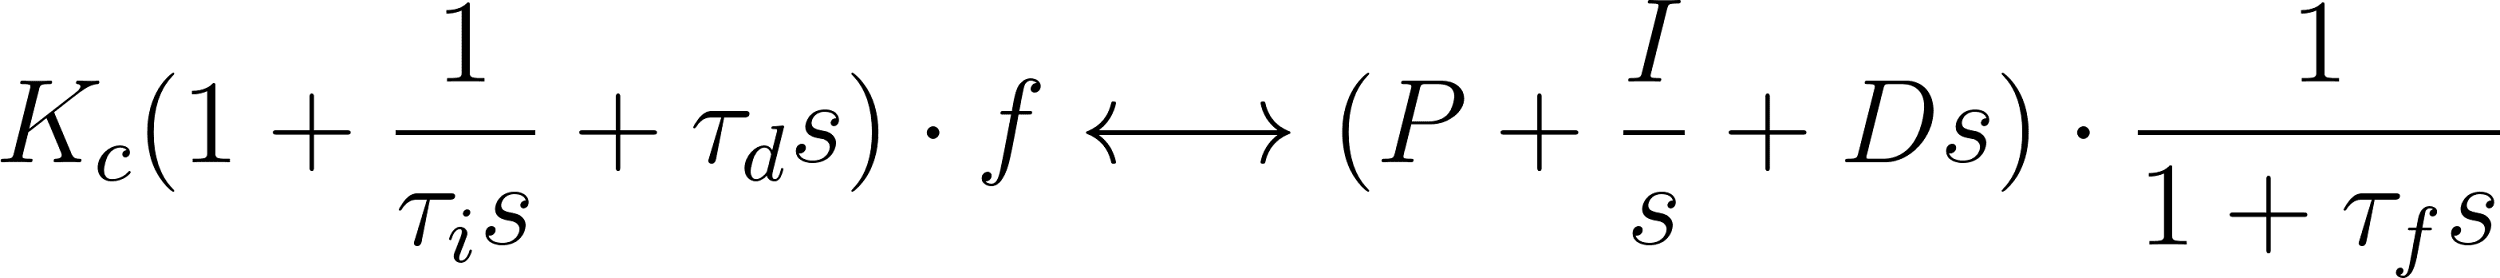 K_c(1 + \frac{1}{\tau_i s} + \tau_d s) \cdot f \Longleftrightarrow (P + \frac{I}{s} + Ds) \cdot \frac{1}{1 + \tau_f s}